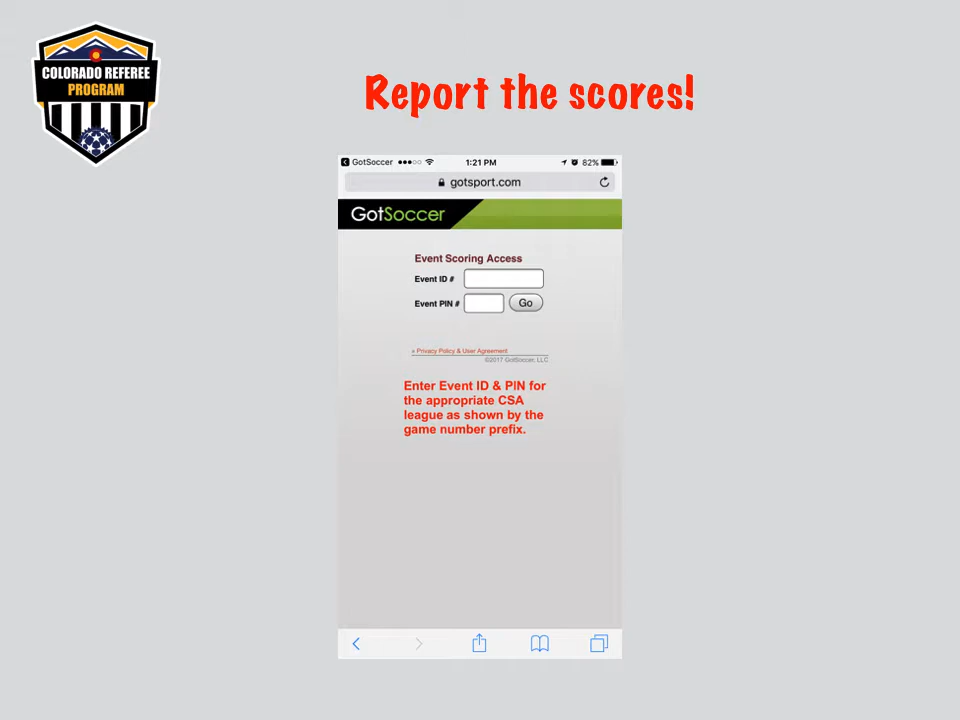 COLORADO REFEREE
PROGRAM
Report the scores!
GotSoccer 1:21 PM 82%
gotsport.com
GotSoccer
Event Scoring Access
Event ID #
Event PIN # Go
» Privacy Policy & User Agreement
©2017 GotSoccer, LLC
Enter Event ID & PIN for
the appropriate CSA
league as shown by the
game number prefix.